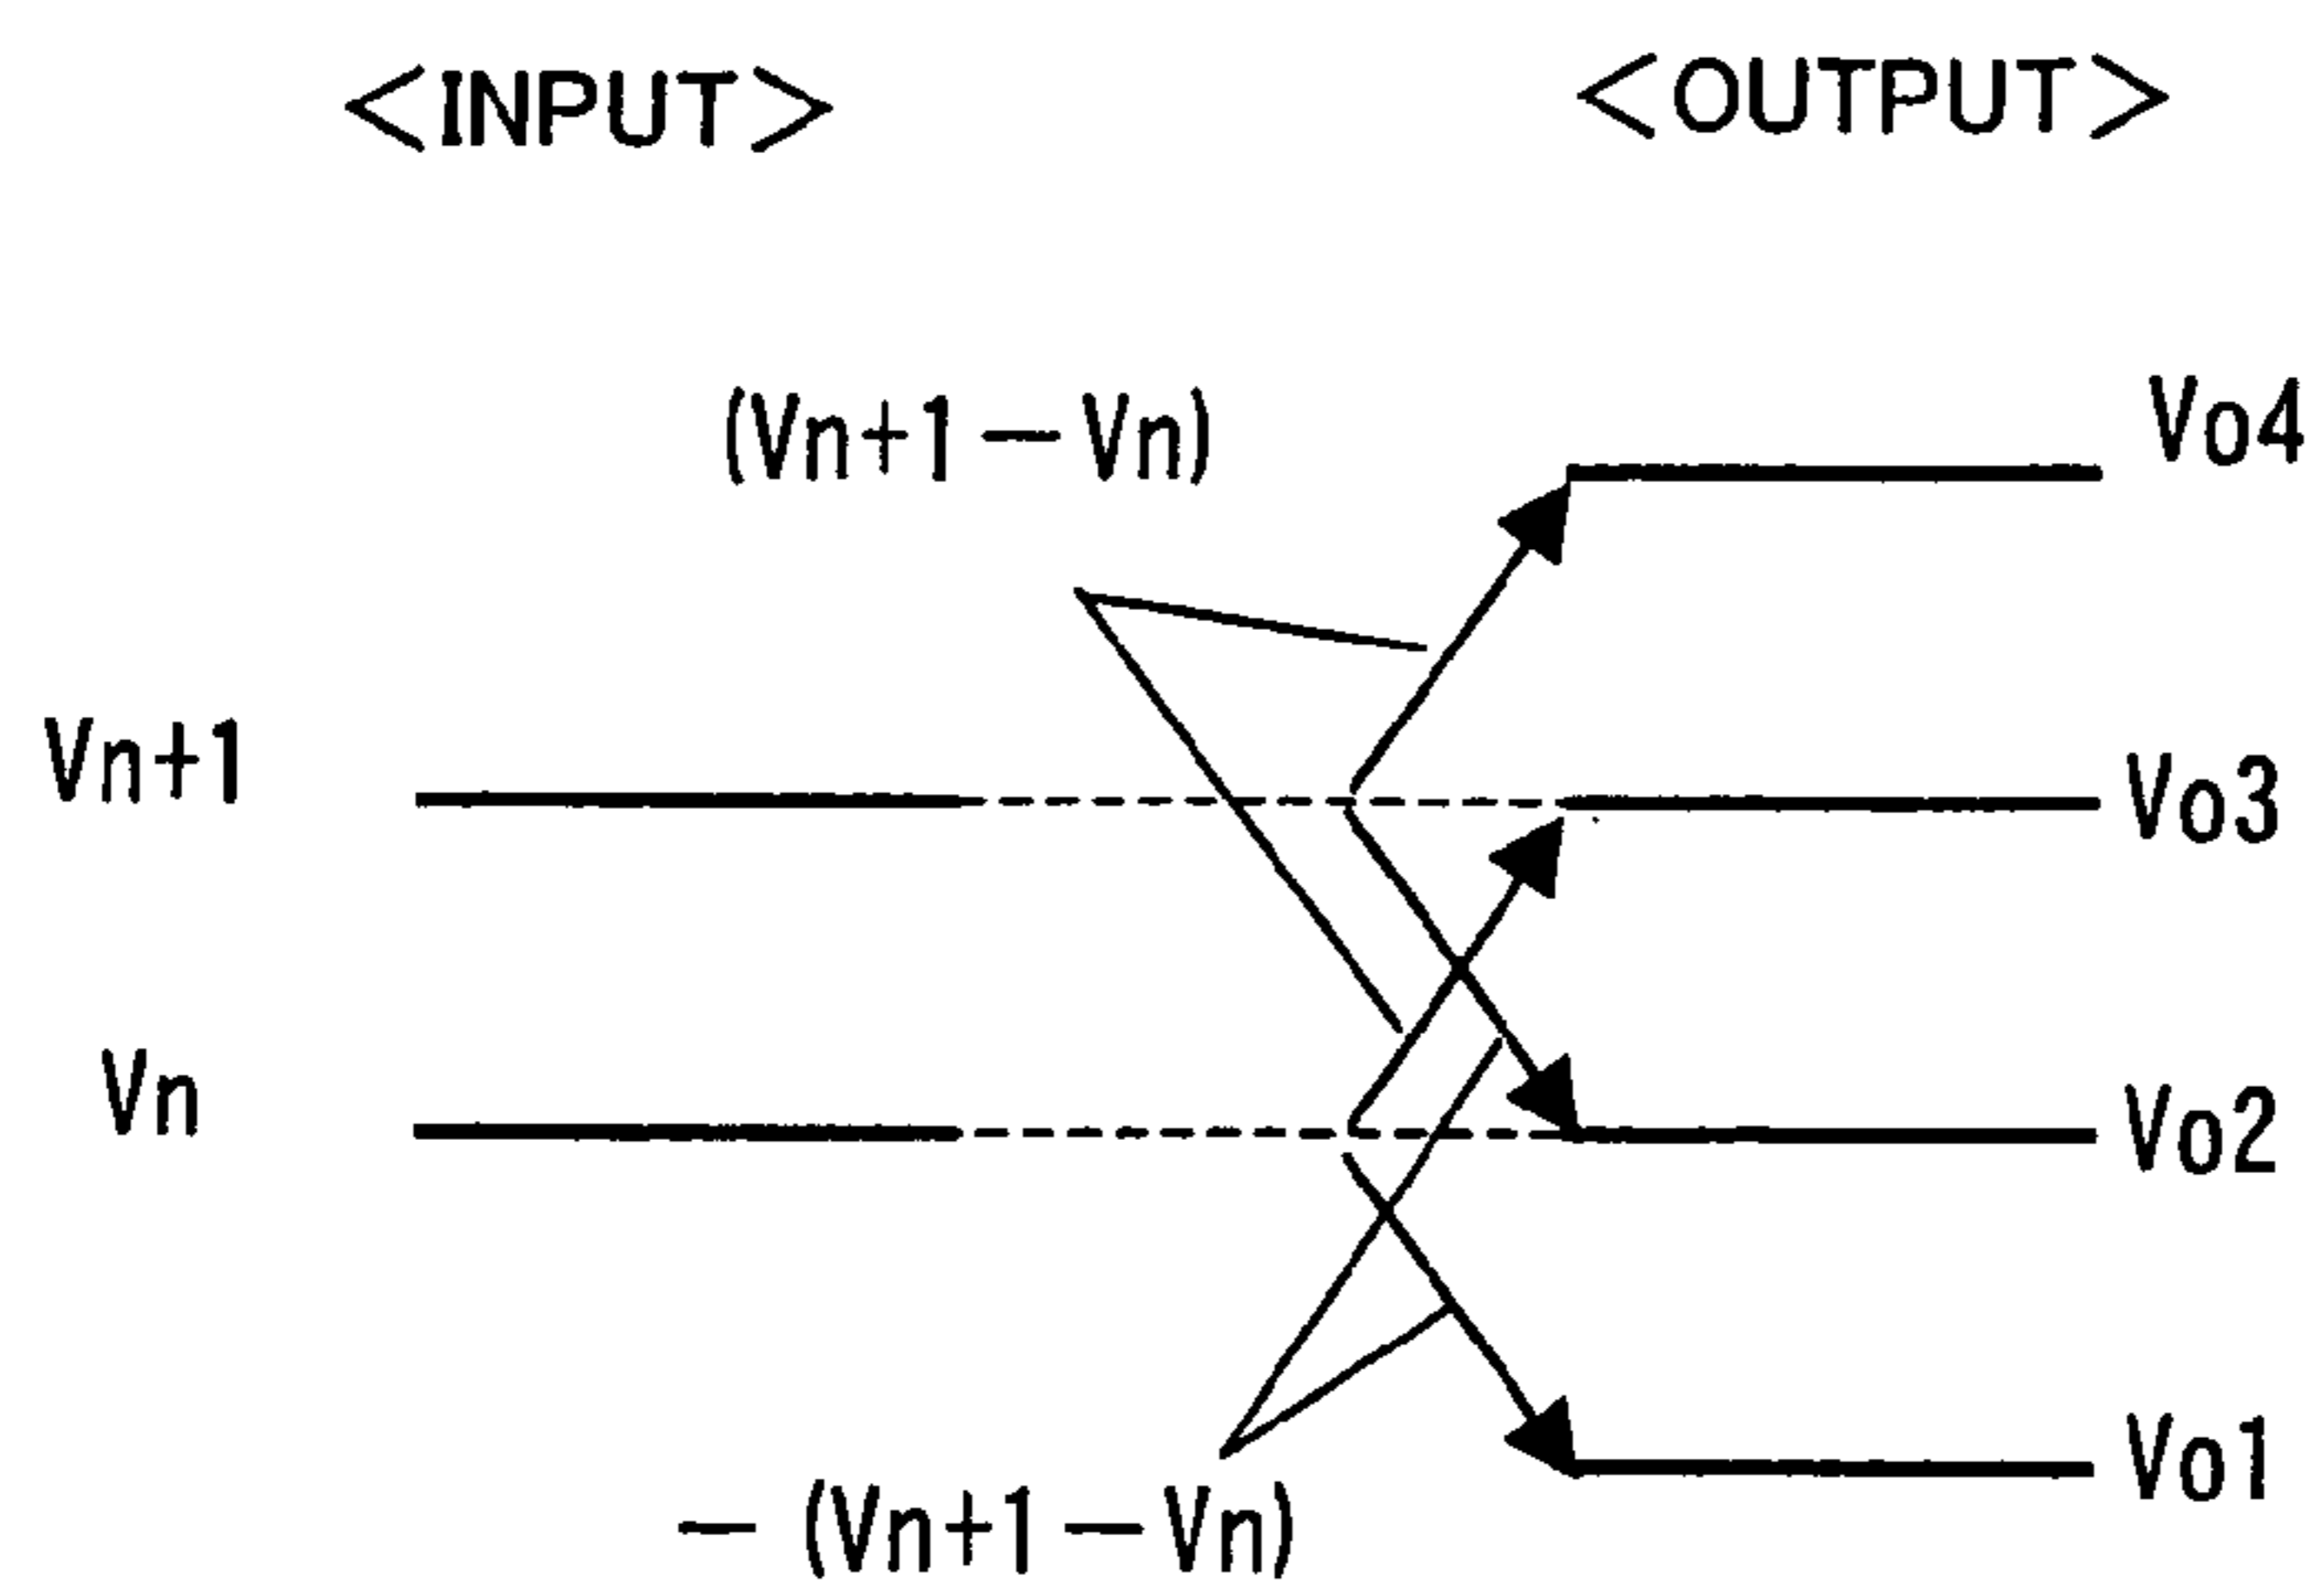 <INPUT>
<OUTPUT>
(Vn+1−Vn)
Vo4
Vn+1
Vo3
Vn
Vo2
Vo1
−(Vn+1−Vn)